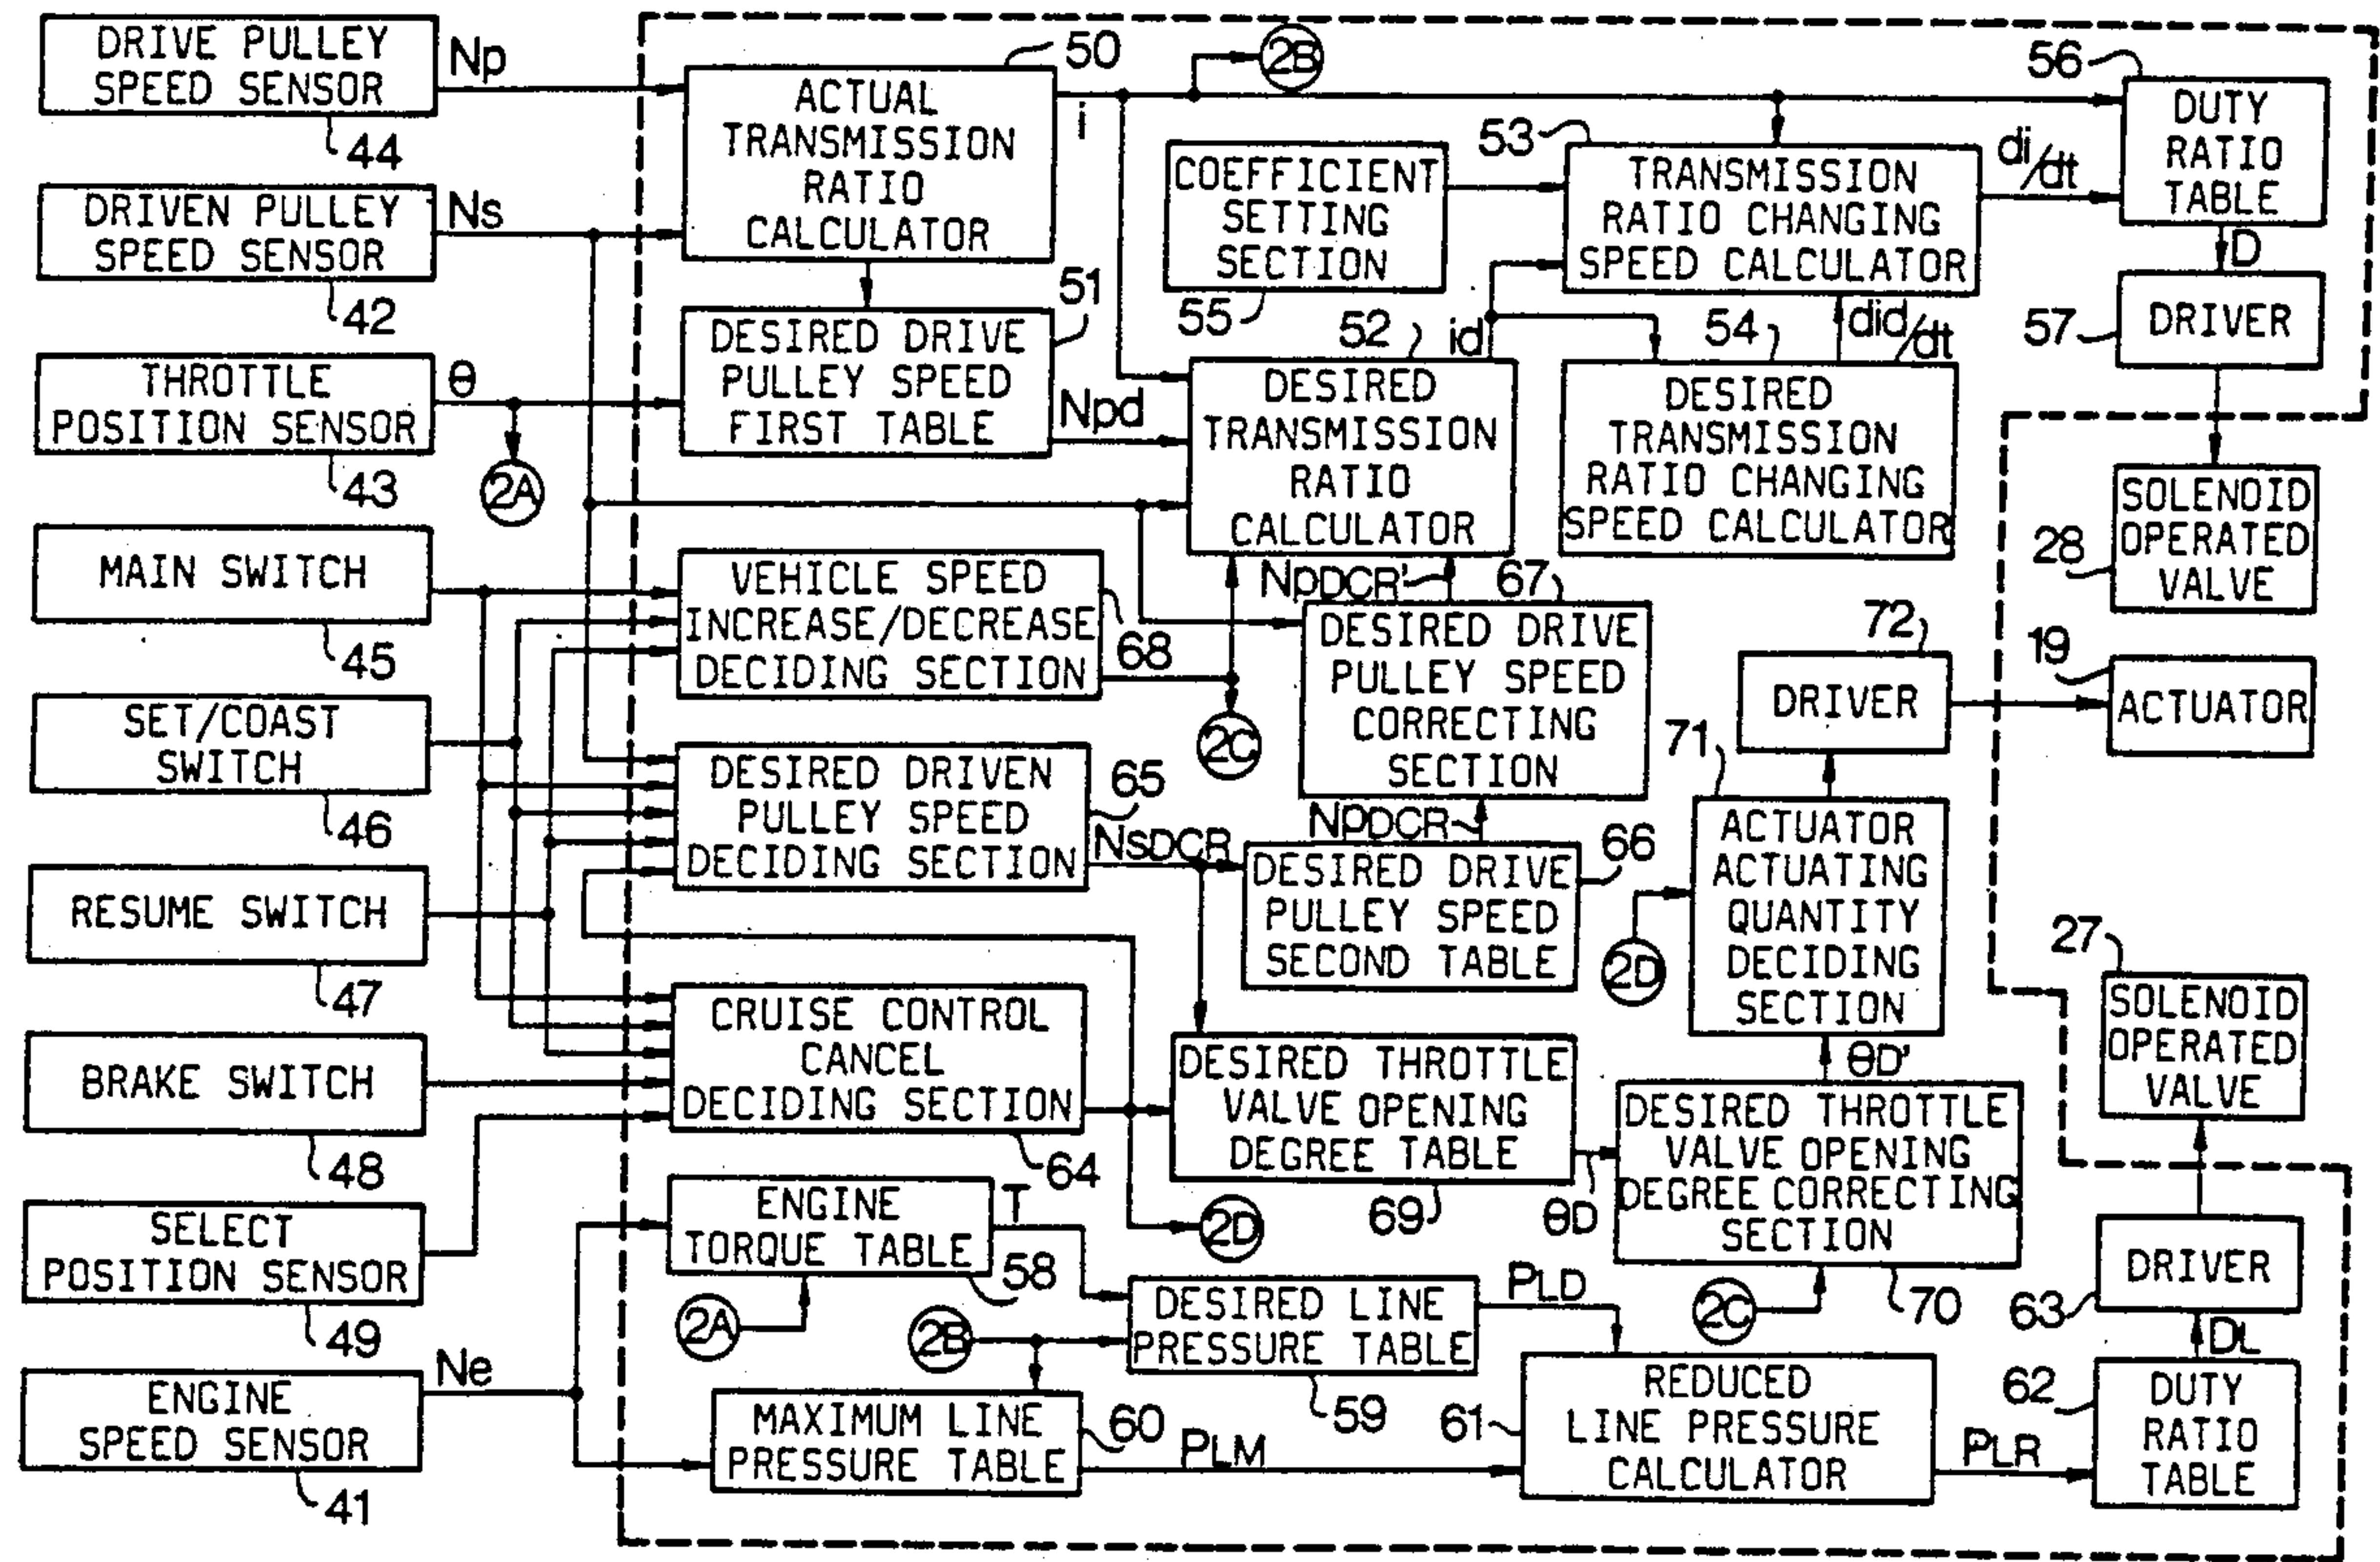 DRIVE PULLEY
SPEED SENSOR
Np
44
DRIVEN PULLEY
SPEED SENSOR
Ns
42
THROTTLE
POSITION SENSOR
θ
43
2A
MAIN SWITCH
45
SET/COAST
SWITCH
46
RESUME SWITCH
47
BRAKE SWITCH
48
SELECT
POSITION SENSOR
49
ENGINE
SPEED SENSOR
Ne
41
ACTUAL
TRANSMISSION
RATIO
CALCULATOR
50
i
2B
DESIRED DRIVE
PULLEY SPEED
FIRST TABLE
51
Npd
COEFFICIENT
SETTING
SECTION
55
TRANSMISSION
RATIO CHANGING
SPEED CALCULATOR
53
di/dt
DUTY
RATIO
TABLE
56
D
DRIVER
57
DESIRED
TRANSMISSION
RATIO
CALCULATOR
52
id
DESIRED
TRANSMISSION
RATIO CHANGING
SPEED CALCULATOR
54
did/dt
SOLENOID
OPERATED
VALVE
28
VEHICLE SPEED
INCREASE/DECREASE
DECIDING SECTION
68
2C
NpDCR'
DESIRED DRIVE
PULLEY SPEED
CORRECTING
SECTION
67
DRIVER
72
ACTUATOR
19
DESIRED DRIVEN
PULLEY SPEED
DECIDING SECTION
65
NsDCR
NpDCR
DESIRED DRIVE
PULLEY SPEED
SECOND TABLE
66
ACTUATOR
ACTUATING
QUANTITY
DECIDING
SECTION
71
2D
SOLENOID
OPERATED
VALVE
27
CRUISE CONTROL
CANCEL
DECIDING SECTION
64
DESIRED THROTTLE
VALVE OPENING
DEGREE TABLE
69
θD
θD'
DESIRED THROTTLE
VALVE OPENING
DEGREE CORRECTING
SECTION
70
2C
2D
ENGINE
TORQUE TABLE
58
T
2A
2B
DESIRED LINE
PRESSURE TABLE
59
PLD
MAXIMUM LINE
PRESSURE TABLE
60
PLM
REDUCED
LINE PRESSURE
CALCULATOR
61
PLR
DRIVER
63
DL
DUTY
RATIO
TABLE
62